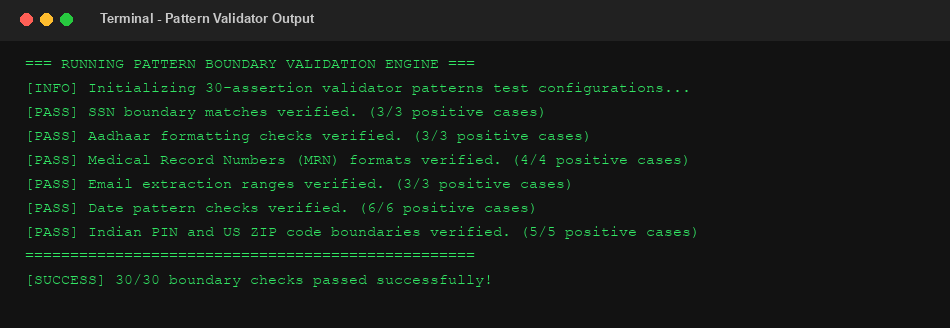 Terminal - Pattern Validator Output
=== RUNNING PATTERN BOUNDARY VALIDATION ENGINE ===
[INFO] Initializing 30-assertion validator patterns test configurations...
[PASS] SSN boundary matches verified. (3/3 positive cases)
[PASS] Aadhaar formatting checks verified. (3/3 positive cases)
[PASS] Medical Record Numbers (MRN) formats verified. (4/4 positive cases)
[PASS] Email extraction ranges verified. (3/3 positive cases)
[PASS] Date pattern checks verified. (6/6 positive cases)
[PASS] Indian PIN and US ZIP code boundaries verified. (5/5 positive cases)
==================================================
[SUCCESS] 30/30 boundary checks passed successfully!